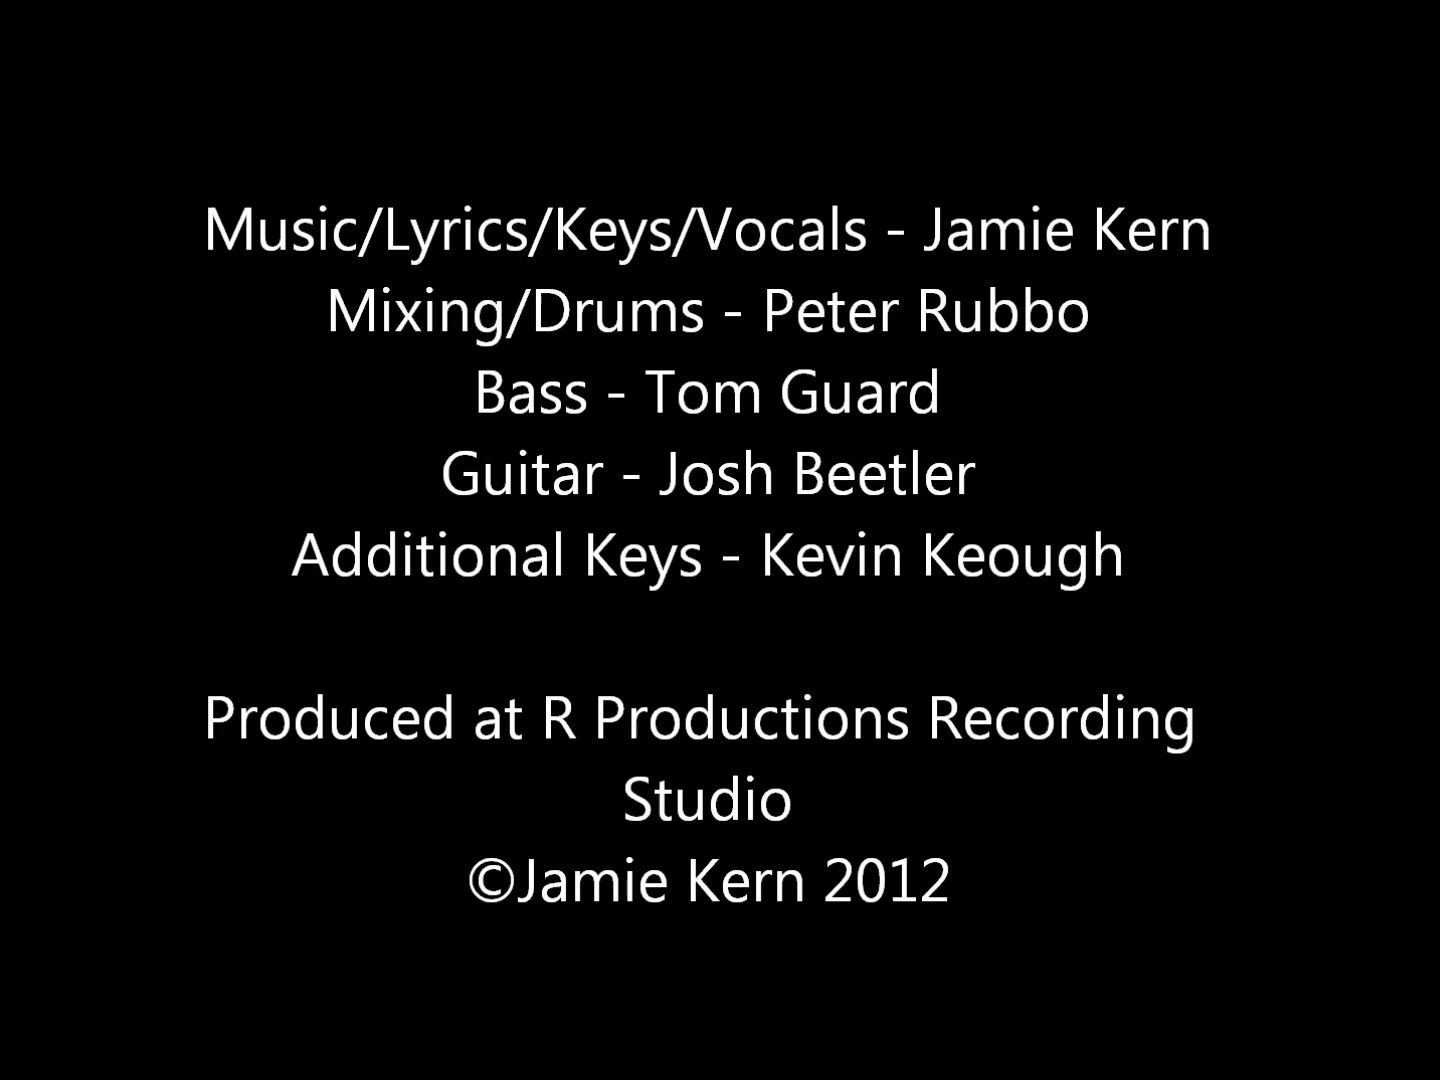 Music/Lyrics/Keys/Vocals - Jamie Kern
Mixing/Drums - Peter Rubbo
Bass - Tom Guard
Guitar - Josh Beetler
Additional Keys - Kevin Keough
Produced at R Productions Recording
Studio
©Jamie Kern 2012